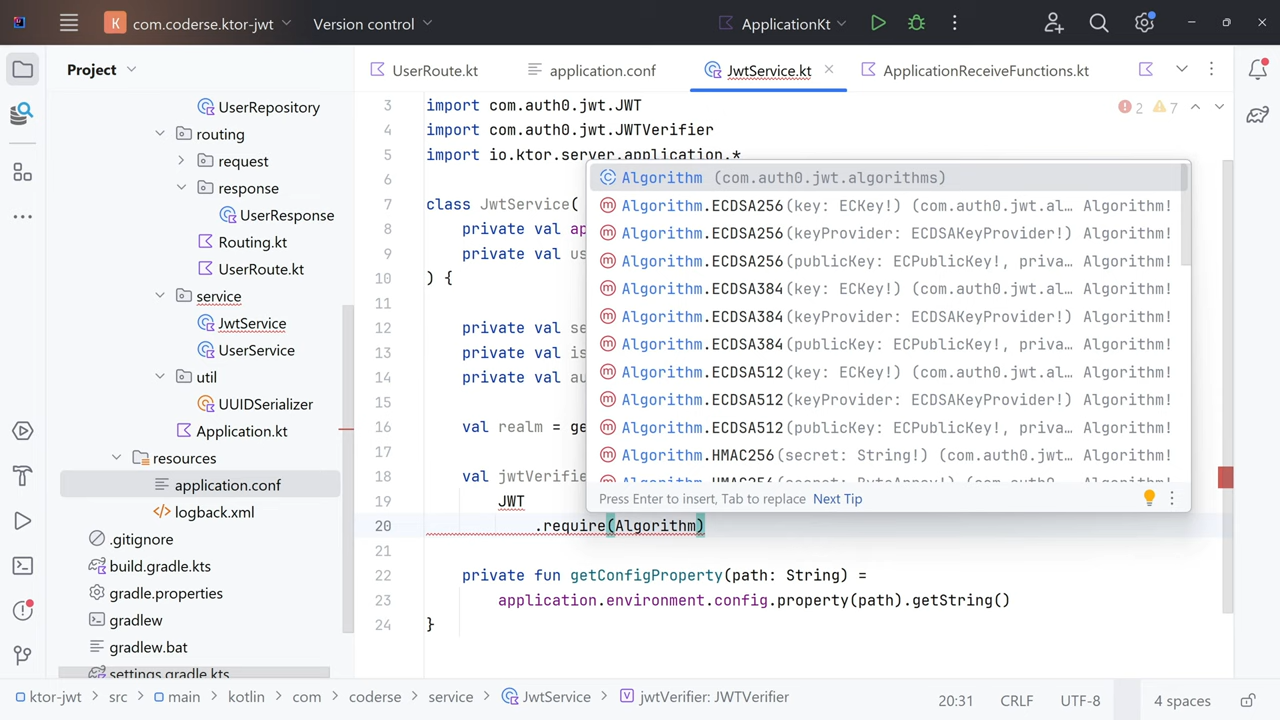 K com.coderse.ktor-jwt Version control ApplicationKt
Project
UserRoute.kt application.conf JwtService.kt ApplicationReceiveFunctions.kt
UserRepository
routing
request
response
UserResponse
Routing.kt
UserRoute.kt
service
JwtService
UserService
util
UUIDSerializer
Application.kt
resources
application.conf
logback.xml
.gitignore
build.gradle.kts
gradle.properties
gradlew
gradlew.bat
settings.gradle.kts
2 7
3 import com.auth0.jwt.JWT
4 import com.auth0.jwt.JWTVerifier
5 import io.ktor.server.application.*
6
7 class JwtService(
8 private val ap
9 private val us
10 ) {
11
12 private val se
13 private val is
14 private val au
15
16 val realm = ge
17
18 val jwtVerifie
19 JWT
20 .require(Algorithm)
21
22 private fun getConfigProperty(path: String) =
23 application.environment.config.property(path).getString()
24 }
Algorithm (com.auth0.jwt.algorithms)
Algorithm.ECDSA256(key: ECKey!) (com.auth0.jwt.al… Algorithm!
Algorithm.ECDSA256(keyProvider: ECDSAKeyProvider!) Algorithm!
Algorithm.ECDSA256(publicKey: ECPublicKey!, priva… Algorithm!
Algorithm.ECDSA384(key: ECKey!) (com.auth0.jwt.al… Algorithm!
Algorithm.ECDSA384(keyProvider: ECDSAKeyProvider!) Algorithm!
Algorithm.ECDSA384(publicKey: ECPublicKey!, priva… Algorithm!
Algorithm.ECDSA512(key: ECKey!) (com.auth0.jwt.al… Algorithm!
Algorithm.ECDSA512(keyProvider: ECDSAKeyProvider!) Algorithm!
Algorithm.ECDSA512(publicKey: ECPublicKey!, priva… Algorithm!
Algorithm.HMAC256(secret: String!) (com.auth0.jwt… Algorithm!
Press Enter to insert, Tab to replace Next Tip
ktor-jwt > src > main > kotlin > com > coderse > service > JwtService > jwtVerifier: JWTVerifier 20:31 CRLF UTF-8 4 spaces